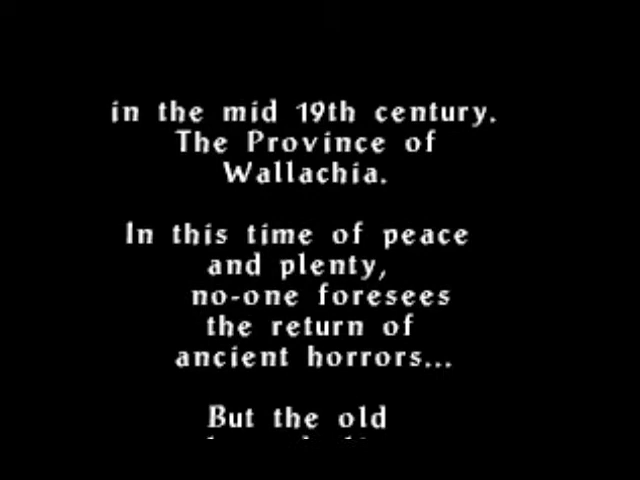 in the mid 19th century.
The Province of
Wallachia.
In this time of peace
and plenty,
no-one foresees
the return of
ancient horrors...
But the old